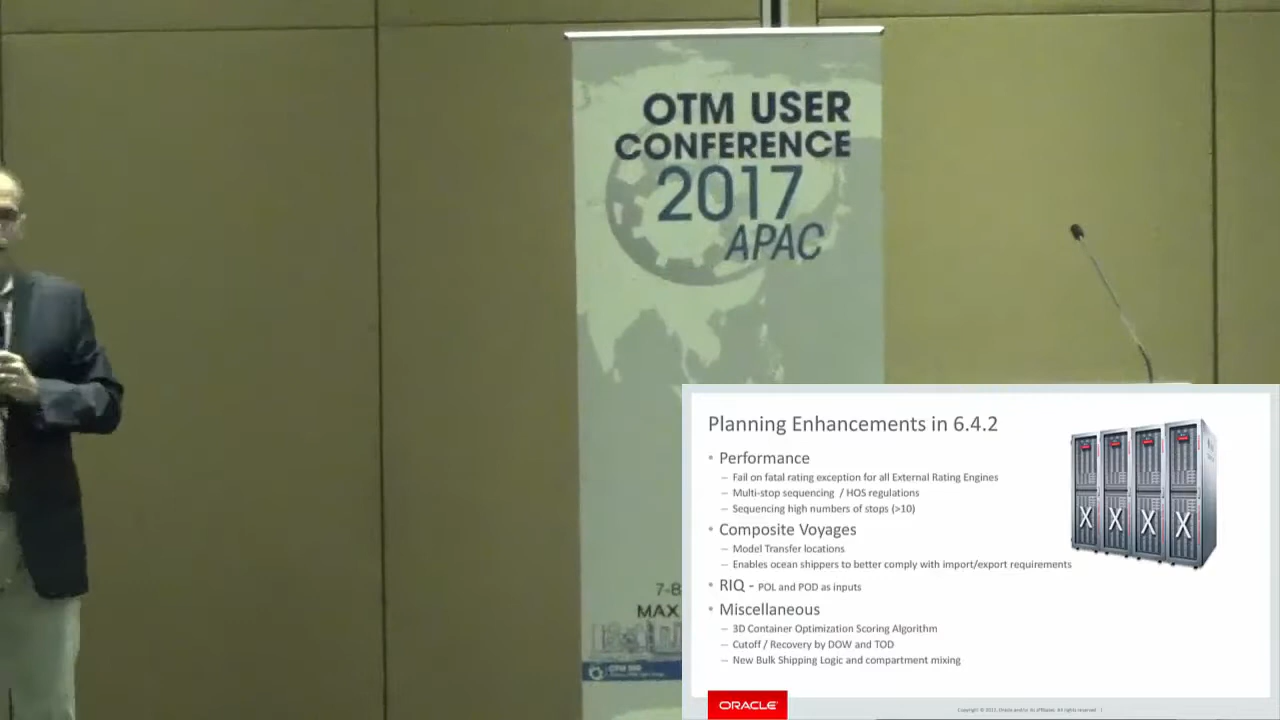 OTM USER
CONFERENCE
2017
APAC
7-8
MAX
Planning Enhancements in 6.4.2
• Performance
– Fail on fatal rating exception for all External Rating Engines
– Multi-stop sequencing / HOS regulations
– Sequencing high numbers of stops (>10)
• Composite Voyages
– Model Transfer locations
– Enables ocean shippers to better comply with import/export requirements
• RIQ - POL and POD as inputs
• Miscellaneous
– 3D Container Optimization Scoring Algorithm
– Cutoff / Recovery by DOW and TOD
– New Bulk Shipping Logic and compartment mixing
X X X X
ORACLE